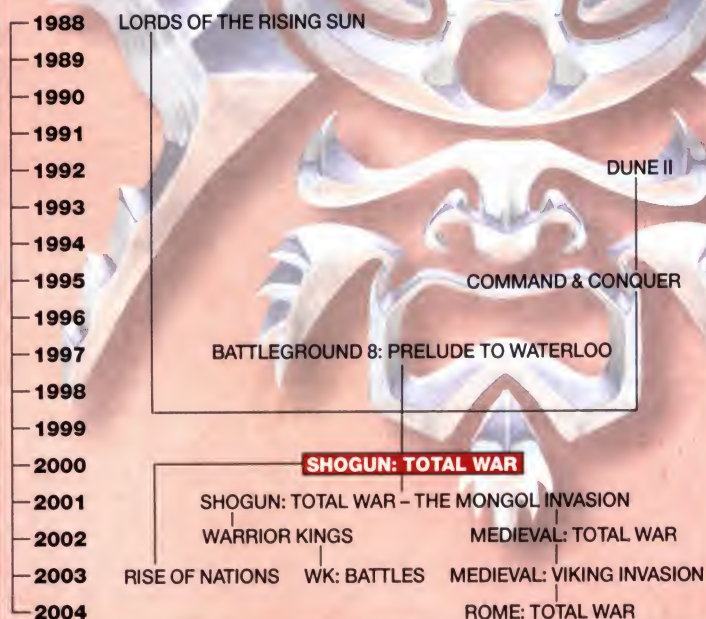 1988 LORDS OF THE RISING SUN
1989
1990
1991
1992 DUNE II
1993
1994
1995 COMMAND & CONQUER
1996
1997 BATTLEGROUND 8: PRELUDE TO WATERLOO
1998
1999
2000 SHOGUN: TOTAL WAR
2001 SHOGUN: TOTAL WAR – THE MONGOL INVASION
2002 WARRIOR KINGS MEDIEVAL: TOTAL WAR
2003 RISE OF NATIONS WK: BATTLES MEDIEVAL: VIKING INVASION
2004 ROME: TOTAL WAR